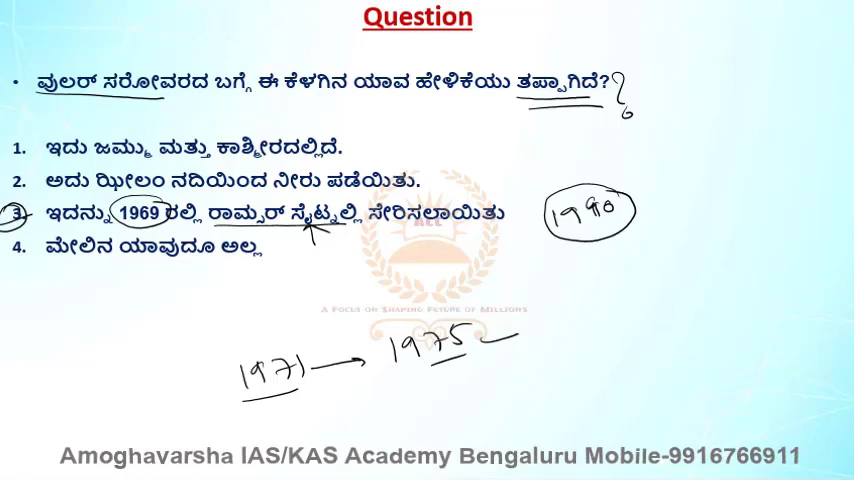 Question
• ವುಲರ್ ಸರೋವರದ ಬಗ್ಗೆ ಈ ಕೆಳಗಿನ ಯಾವ ಹೇಳಿಕೆಯು ತಪ್ಪಾಗಿದೆ?
1. ಇದು ಜಮ್ಮು ಮತ್ತು ಕಾಶ್ಮೀರದಲ್ಲಿದೆ.
2. ಅದು ಝೀಲಂ ನದಿಯಿಂದ ನೀರು ಪಡೆಯಿತು.
3. ಇದನ್ನು 1969 ರಲ್ಲಿ ರಾಮ್ಸರ್ ಸೈಟ್ನಲ್ಲಿ ಸೇರಿಸಲಾಯಿತು
1990
4. ಮೇಲಿನ ಯಾವುದೂ ಅಲ್ಲ
ACC
A FOCUS ON SHAPING FUTURE OF MILLIONS
1971 → 1975
Amoghavarsha IAS/KAS Academy Bengaluru Mobile-9916766911